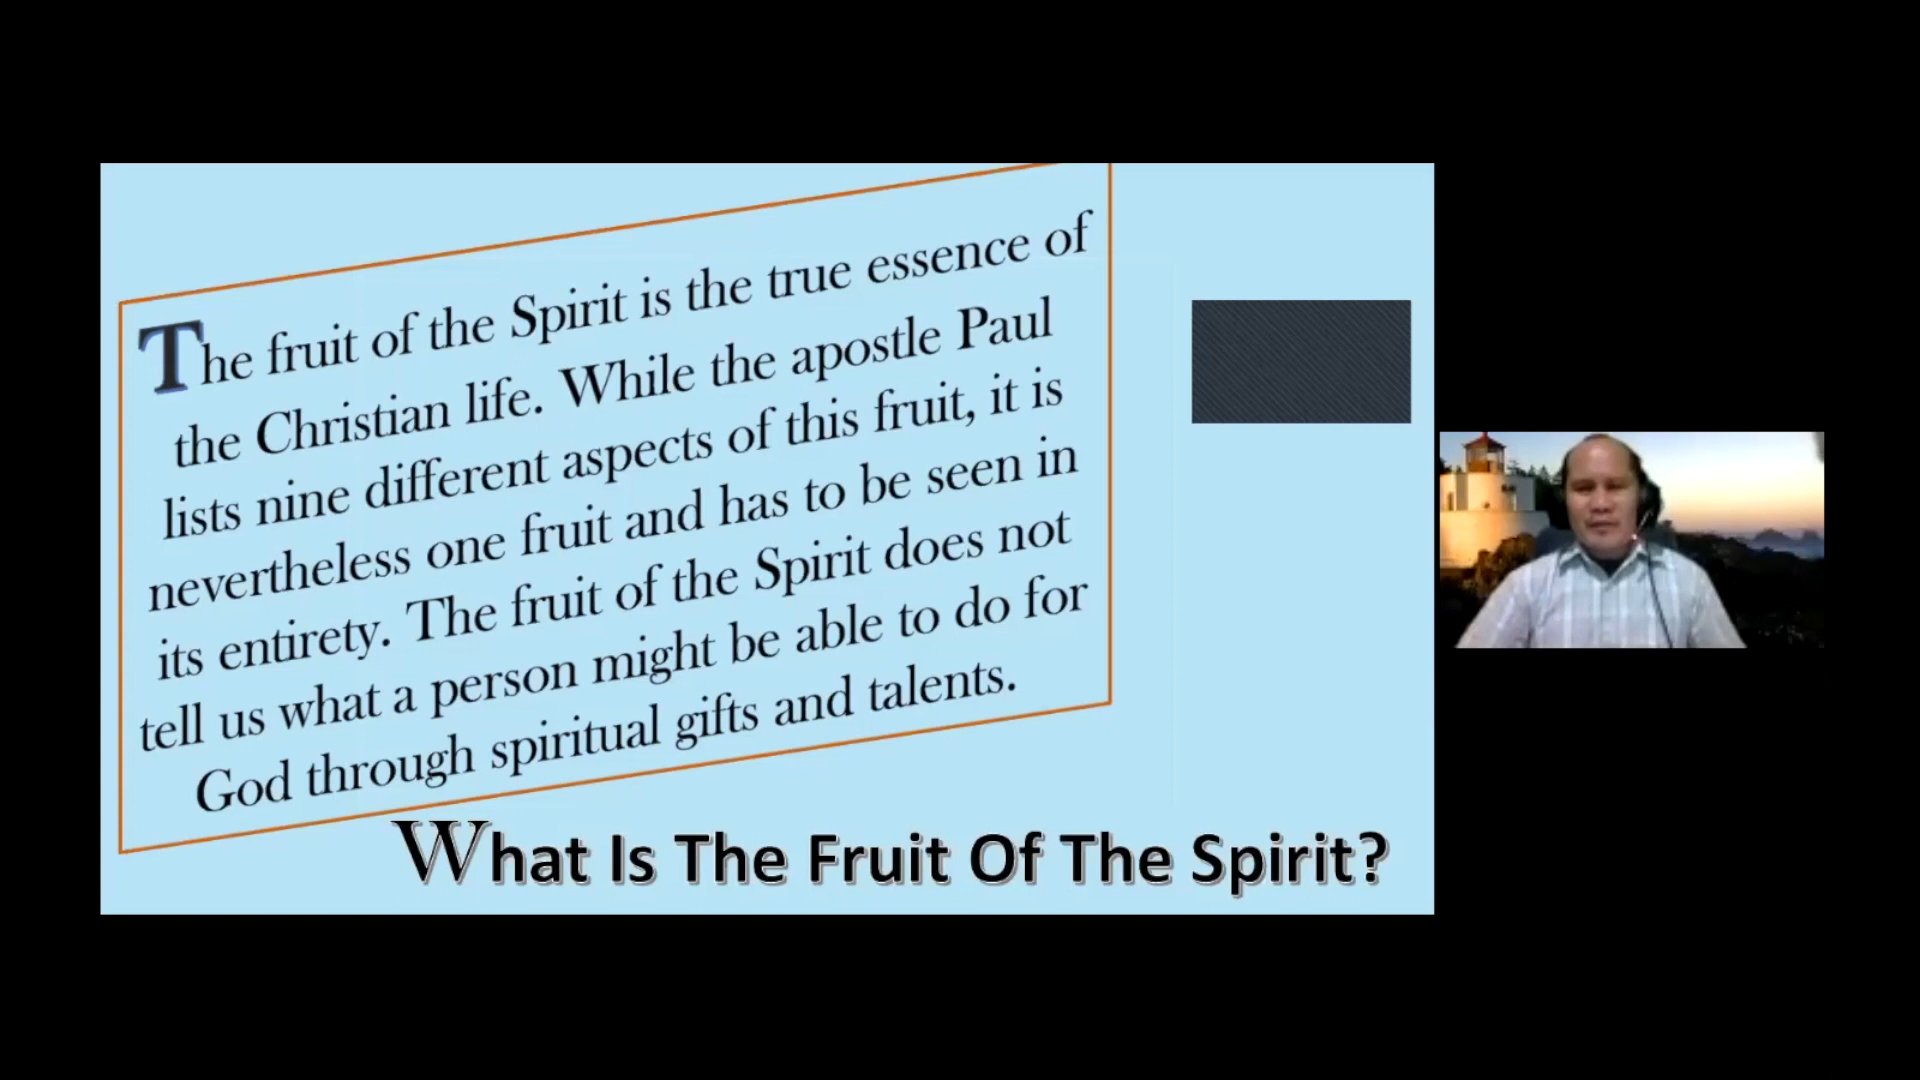 The fruit of the Spirit is the true essence of
the Christian life. While the apostle Paul
lists nine different aspects of this fruit, it is
nevertheless one fruit and has to be seen in
its entirety. The fruit of the Spirit does not
tell us what a person might be able to do for
God through spiritual gifts and talents.
What Is The Fruit Of The Spirit?